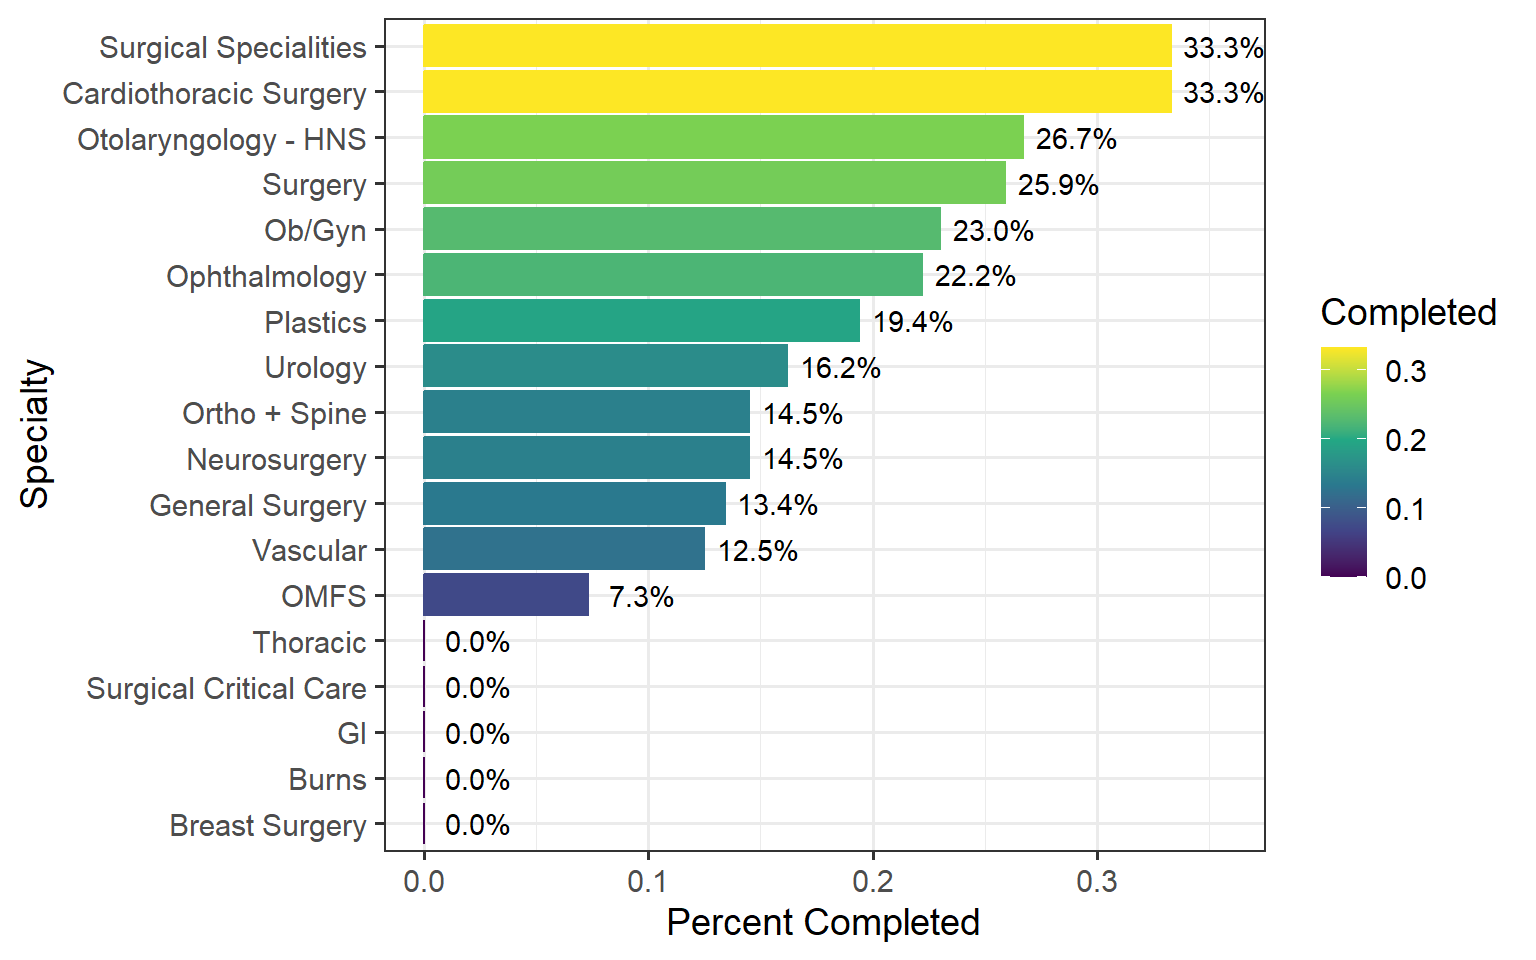 Surgical Specialities 33.3%
Cardiothoracic Surgery 33.3%
Otolaryngology - HNS 26.7%
Surgery 25.9%
Ob/Gyn 23.0%
Ophthalmology 22.2%
Plastics 19.4%
Urology 16.2%
Ortho + Spine 14.5%
Neurosurgery 14.5%
General Surgery 13.4%
Vascular 12.5%
OMFS 7.3%
Thoracic 0.0%
Surgical Critical Care 0.0%
GI 0.0%
Burns 0.0%
Breast Surgery 0.0%
0.0 0.1 0.2 0.3
Percent Completed
Specialty
Completed
0.3
0.2
0.1
0.0